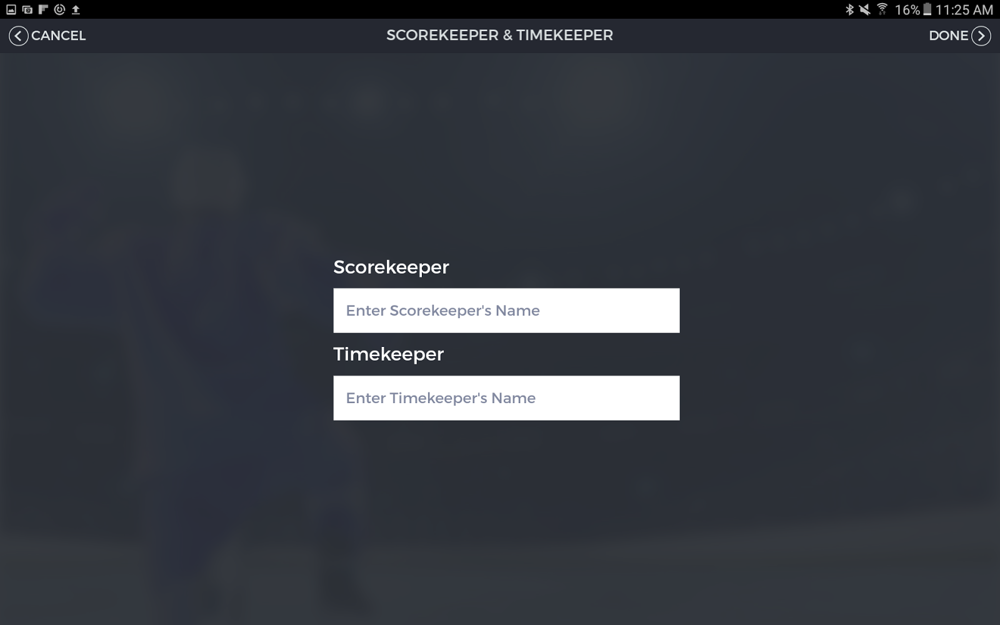 16% 11:25 AM
CANCEL SCOREKEEPER & TIMEKEEPER DONE
Scorekeeper
Enter Scorekeeper's Name
Timekeeper
Enter Timekeeper's Name